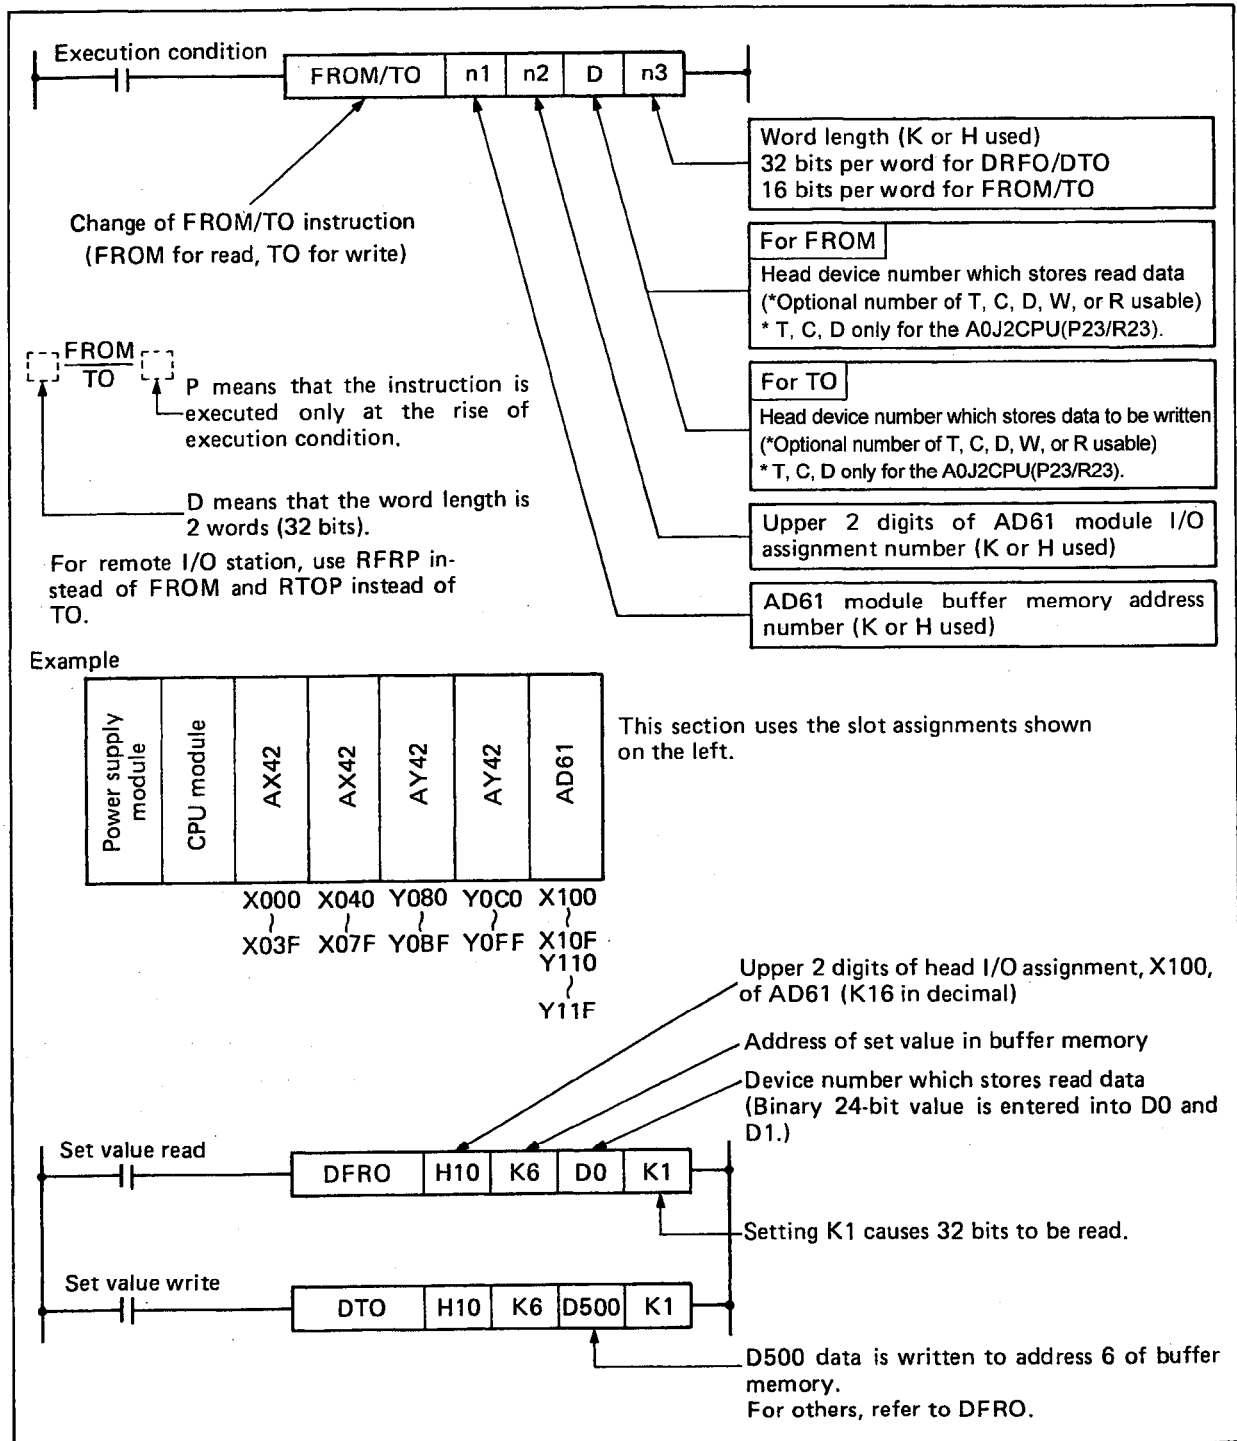 Execution condition
FROM/TO n1 n2 D n3
Word length (K or H used)
32 bits per word for DRFO/DTO
16 bits per word for FROM/TO
Change of FROM/TO instruction
(FROM for read, TO for write)
For FROM
Head device number which stores read data
(*Optional number of T, C, D, W, or R usable)
* T, C, D only for the A0J2CPU(P23/R23).
FROM
TO
P means that the instruction is
executed only at the rise of
execution condition.
For TO
Head device number which stores data to be written
(*Optional number of T, C, D, W, or R usable)
* T, C, D only for the A0J2CPU(P23/R23).
D means that the word length is
2 words (32 bits).
Upper 2 digits of AD61 module I/O
assignment number (K or H used)
For remote I/O station, use RFRP in-
stead of FROM and RTOP instead of
TO.
AD61 module buffer memory address
number (K or H used)
Example
Power supply
module
CPU module
AX42
AX42
AY42
AY42
AD61
This section uses the slot assignments shown
on the left.
X000 X040 Y080 Y0C0 X100
X03F X07F Y0BF Y0FF X10F
Y110
Y11F
Upper 2 digits of head I/O assignment, X100,
of AD61 (K16 in decimal)
Address of set value in buffer memory
Device number which stores read data
(Binary 24-bit value is entered into D0 and
D1.)
Set value read
DFRO H10 K6 D0 K1
Setting K1 causes 32 bits to be read.
Set value write
DTO H10 K6 D500 K1
D500 data is written to address 6 of buffer
memory.
For others, refer to DFRO.